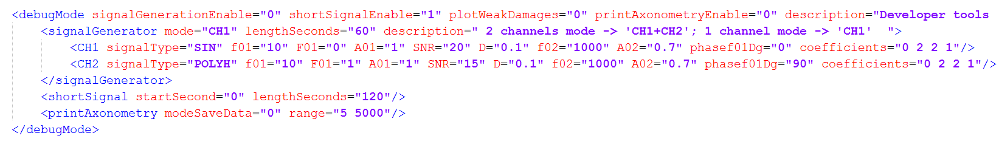 <debugMode signalGenerationEnable="0" shortSignalEnable="1" plotWeakDamages="0" printAxonometryEnable="0" description="Developer tools
<signalGenerator mode="CH1" lengthSeconds="60" description=" 2 channels mode -> 'CH1+CH2'; 1 channel mode -> 'CH1'  ">
<CH1 signalType="SIN" f01="10" F01="0" A01="1" SNR="20" D="0.1" f02="1000" A02="0.7" phasef01Dg="0" coefficients="0 2 2 1"/>
<CH2 signalType="POLYH" f01="10" F01="1" A01="1" SNR="15" D="0.1" f02="1000" A02="0.7" phasef01Dg="90" coefficients="0 2 2 1"/>
</signalGenerator>
<shortSignal startSecond="0" lengthSeconds="120"/>
<printAxonometry modeSaveData="0" range="5 5000"/>
</debugMode>